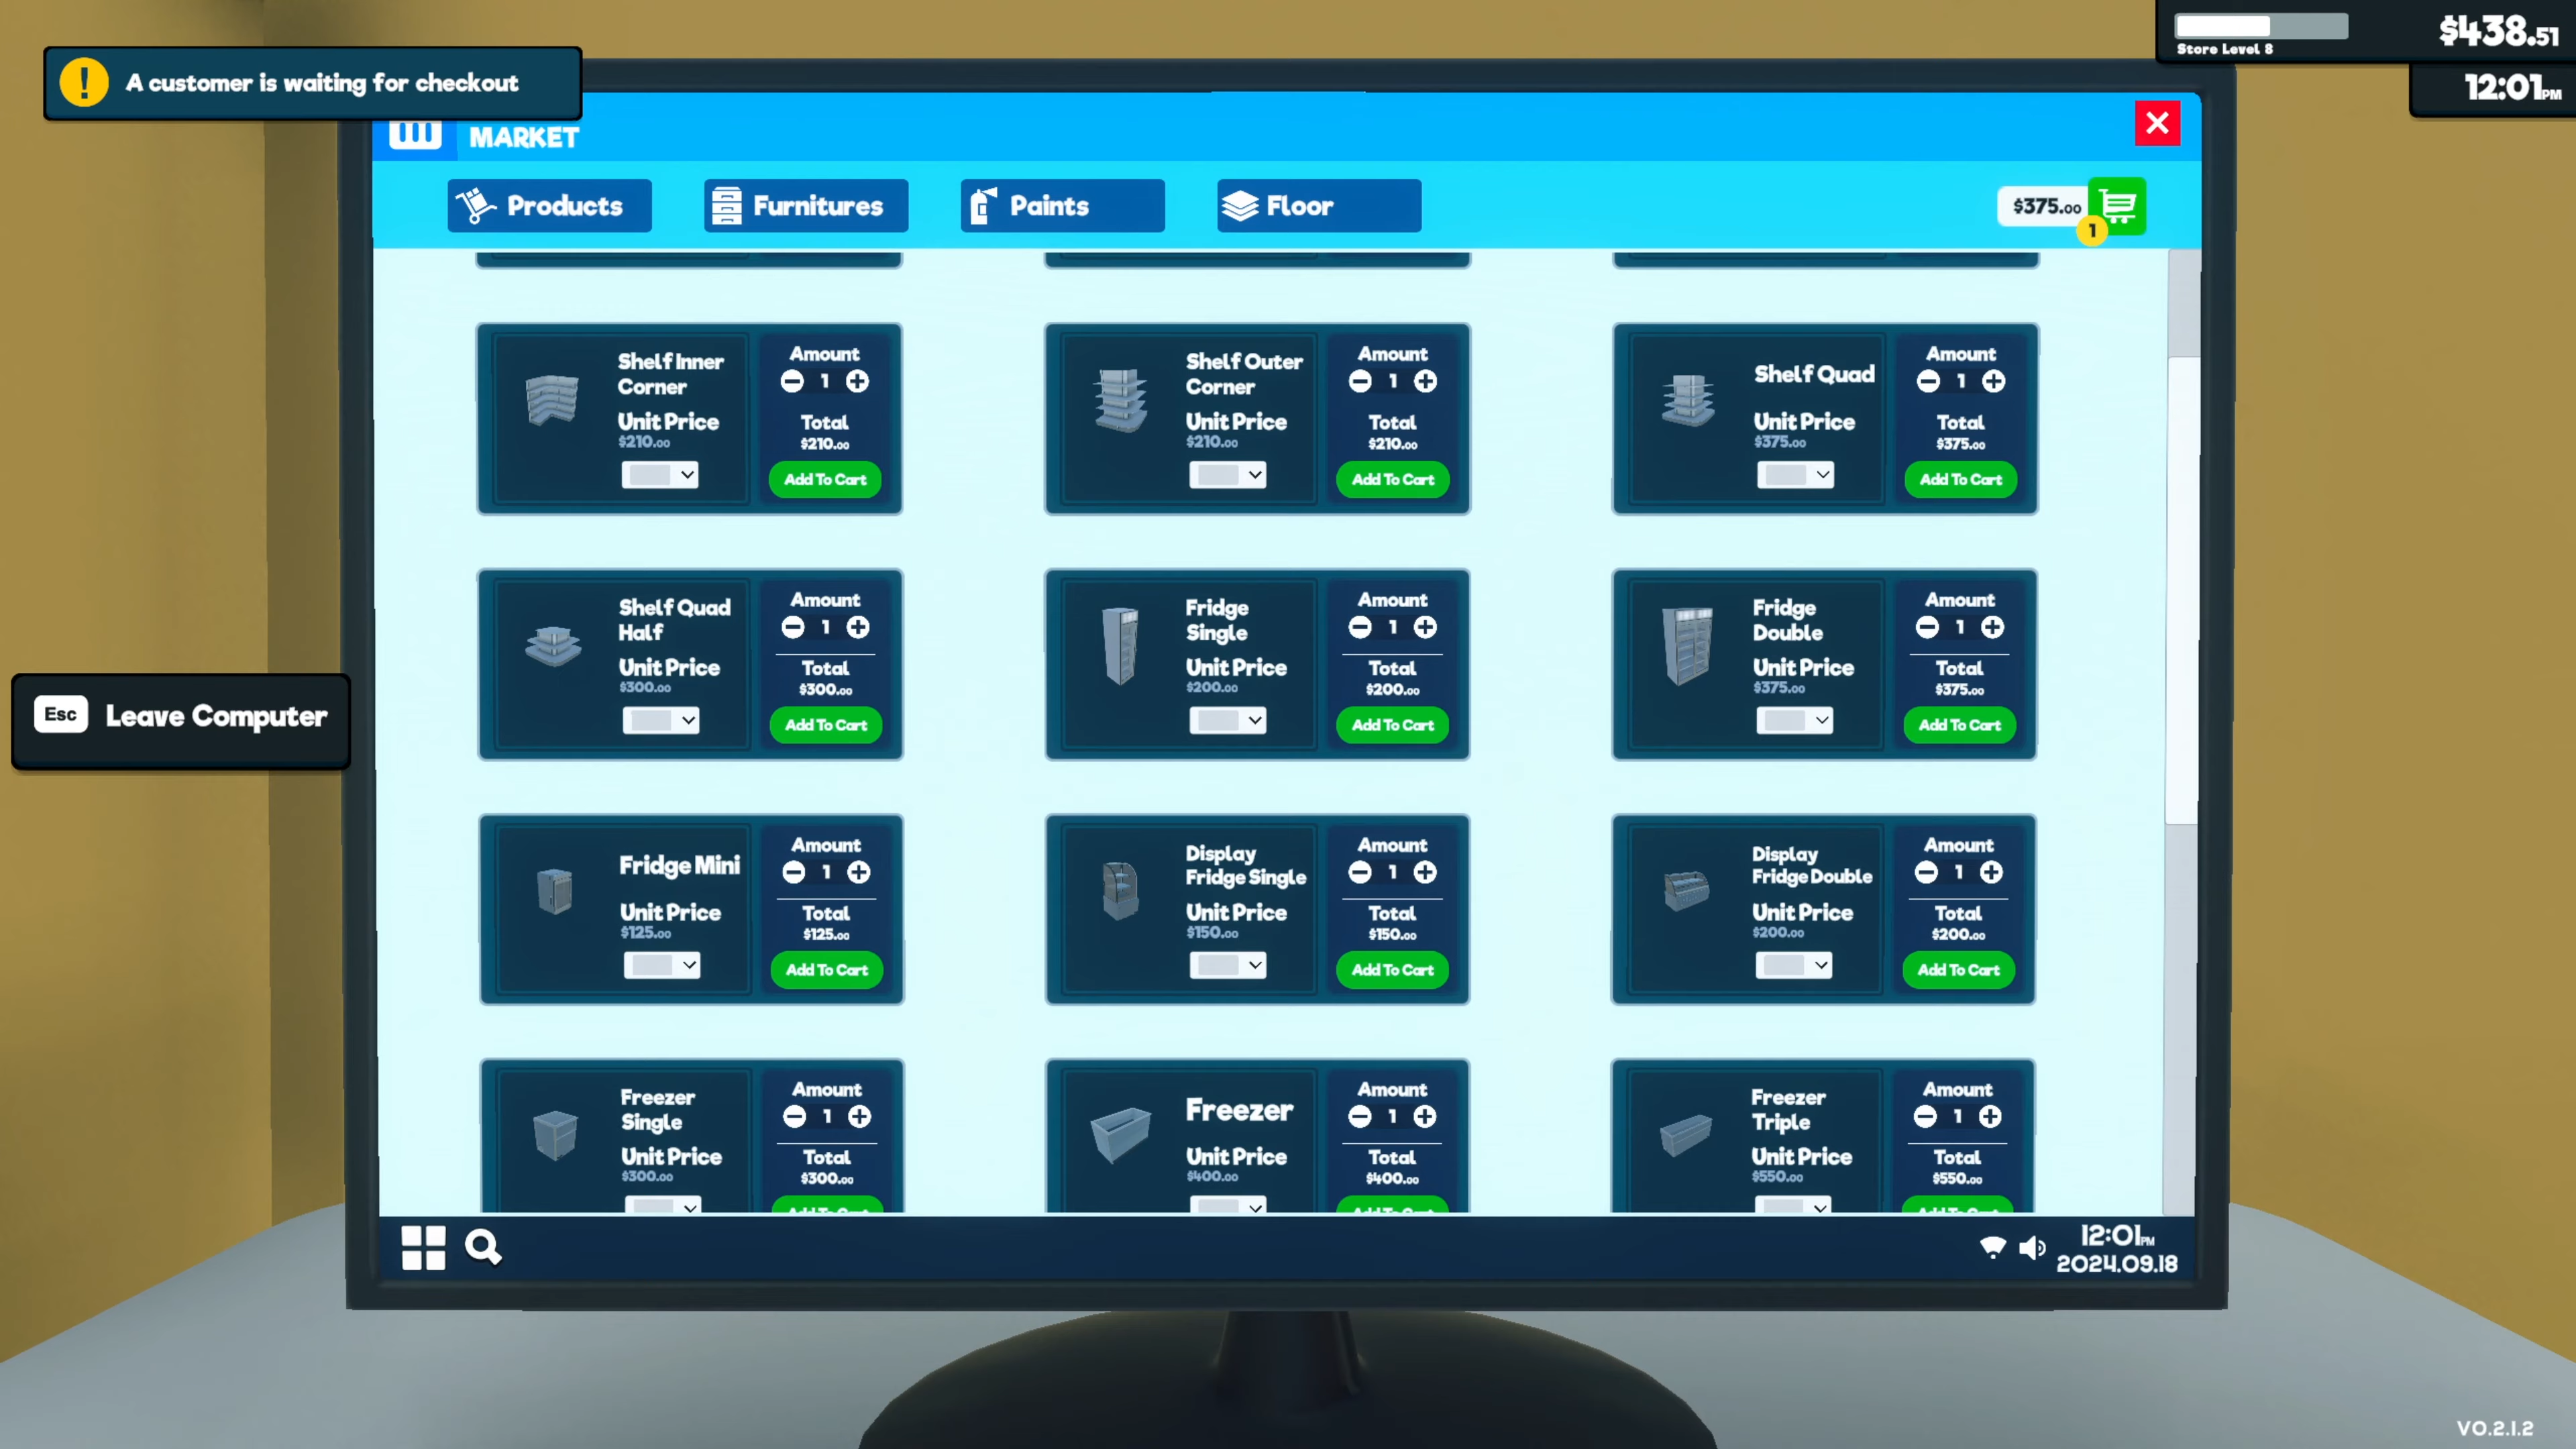 A customer is waiting for checkout
Store Level 8
$438.51
12:01PM
MARKET
Products
Furnitures
Paints
Floor
$375.00
1
Shelf Inner
Corner
Unit Price
$210.00
Amount
1
Total
$210.00
Add To Cart
Shelf Outer
Corner
Unit Price
$210.00
Amount
1
Total
$210.00
Add To Cart
Shelf Quad
Unit Price
$375.00
Amount
1
Total
$375.00
Add To Cart
Shelf Quad
Half
Unit Price
$300.00
Amount
1
Total
$300.00
Add To Cart
Fridge
Single
Unit Price
$200.00
Amount
1
Total
$200.00
Add To Cart
Fridge
Double
Unit Price
$375.00
Amount
1
Total
$375.00
Add To Cart
Esc Leave Computer
Fridge Mini
Unit Price
$125.00
Amount
1
Total
$125.00
Add To Cart
Display
Fridge Single
Unit Price
$150.00
Amount
1
Total
$150.00
Add To Cart
Display
Fridge Double
Unit Price
$200.00
Amount
1
Total
$200.00
Add To Cart
Freezer
Single
Unit Price
$300.00
Amount
1
Total
$300.00
Add To Cart
Freezer
Unit Price
$400.00
Amount
1
Total
$400.00
Add To Cart
Freezer
Triple
Unit Price
$550.00
Amount
1
Total
$550.00
Add To Cart
12:01PM
2024.09.18
V0.2.1.2